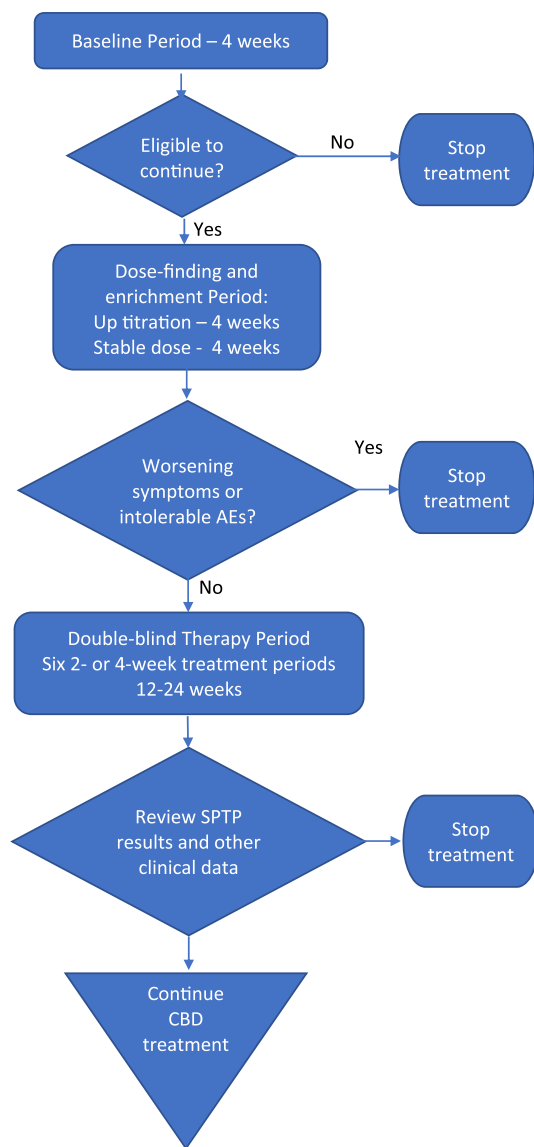 Baseline Period – 4 weeks
Eligible to
continue?
No
Stop
treatment
Yes
Dose-finding and
enrichment Period:
Up titration – 4 weeks
Stable dose -  4 weeks
Worsening
symptoms or
intolerable AEs?
Yes
Stop
treatment
No
Double-blind Therapy Period
Six 2- or 4-week treatment periods
12-24 weeks
Review SPTP
results and other
clinical data
Stop
treatment
Continue
CBD
treatment